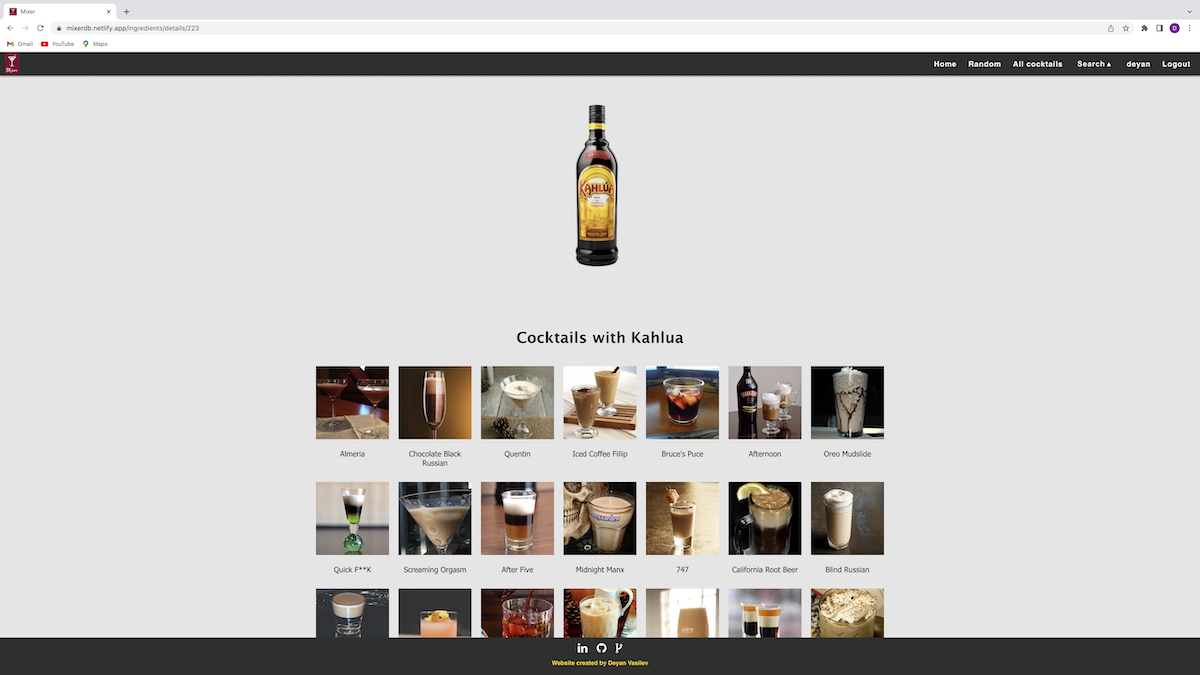 Mixer
mixerdb.netlify.app/ingredients/details/223
D
Gmail
YouTube
Maps
Home
Random
All cocktails
Search ▴
deyan
Logout
KAHLÚA
Cocktails with Kahlua
Almeria
Chocolate Black
Russian
Quentin
Iced Coffee Fillip
Bruce's Puce
Afternoon
Oreo Mudslide
Quick F**K
Screaming Orgasm
After Five
Midnight Manx
747
California Root Beer
Blind Russian
Website created by Deyan Vasilev